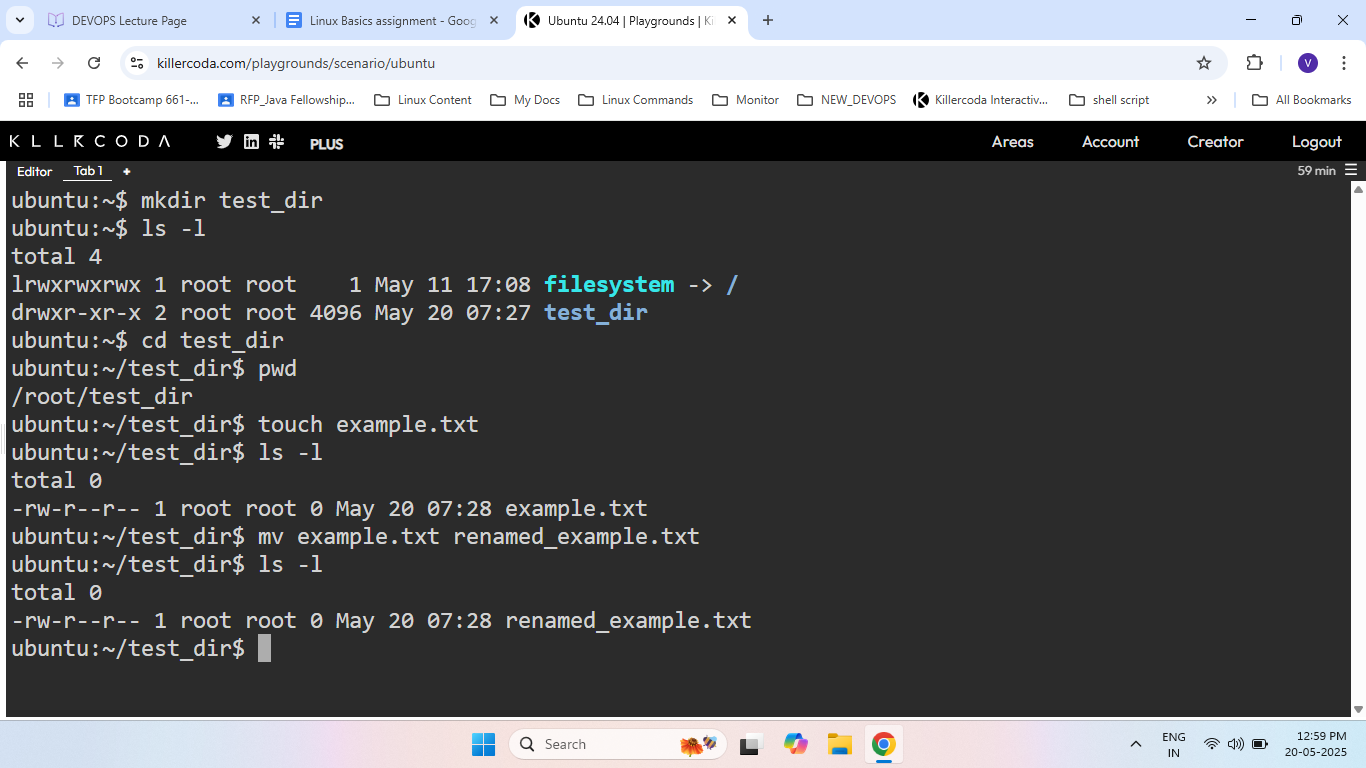 DEVOPS Lecture Page
Linux Basics assignment - Goog
Ubuntu 24.04 | Playgrounds | Ki
killercoda.com/playgrounds/scenario/ubuntu
V
TFP Bootcamp 661-...
RFP_Java Fellowship...
Linux Content
My Docs
Linux Commands
Monitor
NEW_DEVOPS
Killercoda Interactiv...
shell script
All Bookmarks
KILLERCODA
PLUS
Areas
Account
Creator
Logout
Editor
Tab 1
+
59 min
ubuntu:~$ mkdir test_dir
ubuntu:~$ ls -l
total 4
lrwxrwxrwx 1 root root    1 May 11 17:08 filesystem -> /
drwxr-xr-x 2 root root 4096 May 20 07:27 test_dir
ubuntu:~$ cd test_dir
ubuntu:~/test_dir$ pwd
/root/test_dir
ubuntu:~/test_dir$ touch example.txt
ubuntu:~/test_dir$ ls -l
total 0
-rw-r--r-- 1 root root 0 May 20 07:28 example.txt
ubuntu:~/test_dir$ mv example.txt renamed_example.txt
ubuntu:~/test_dir$ ls -l
total 0
-rw-r--r-- 1 root root 0 May 20 07:28 renamed_example.txt
ubuntu:~/test_dir$
Search
ENG
IN
12:59 PM
20-05-2025